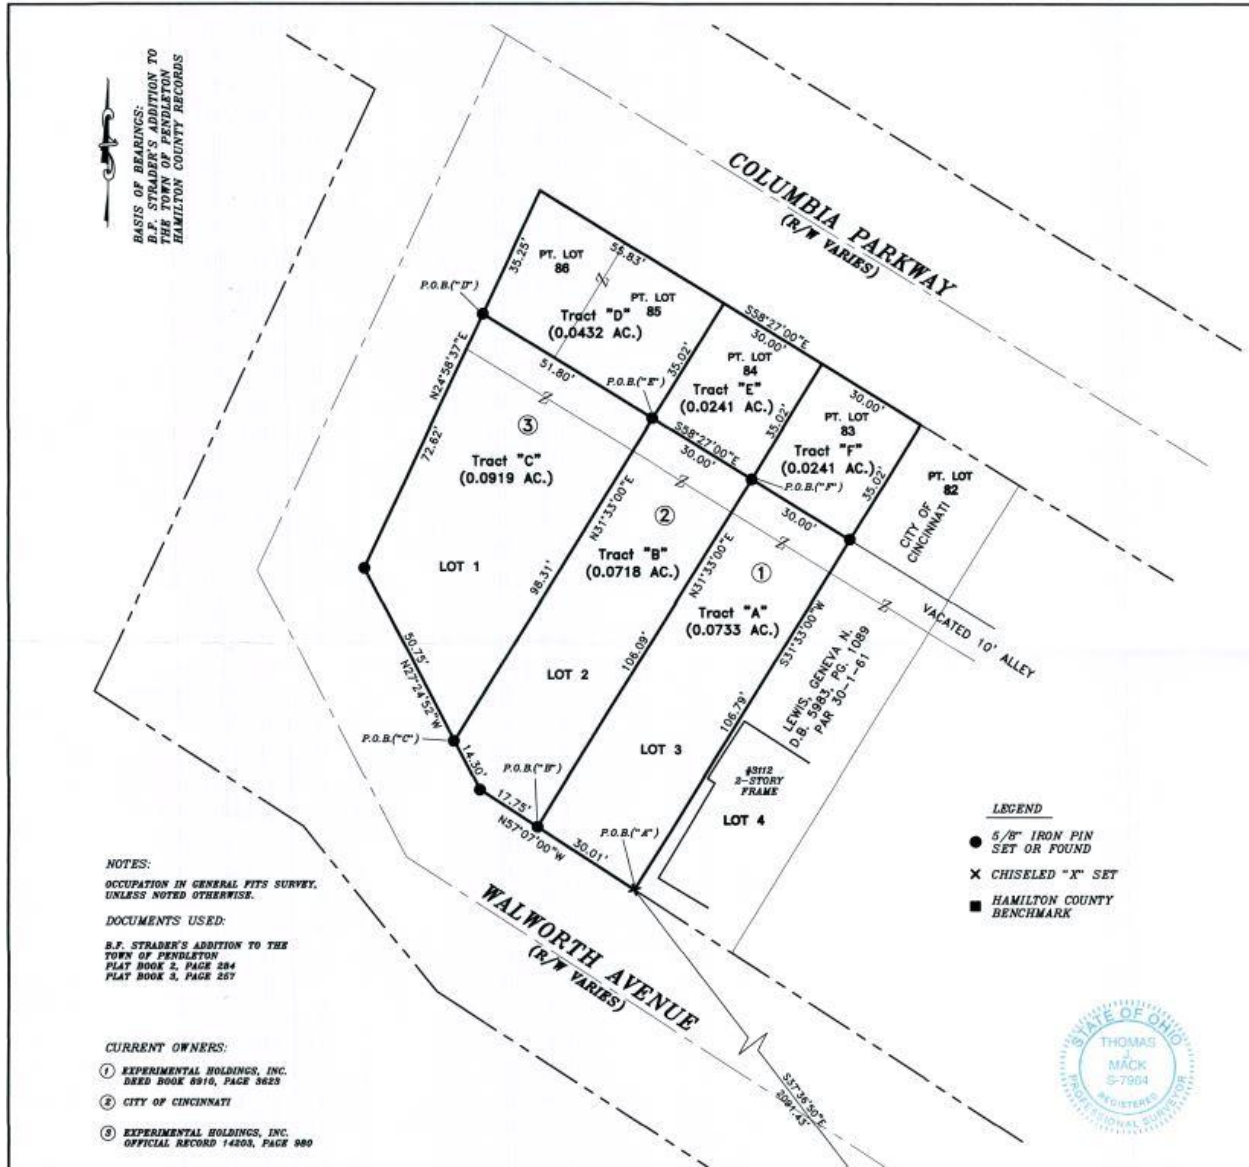 BASIS OF BEARINGS:
B.F. STRADER'S ADDITION TO
THE TOWN OF PENDLETON
HAMILTON COUNTY RECORDS
COLUMBIA PARKWAY
(R/W VARIES)
35.25'
PT. LOT
86
55.83'
P.O.B.("D")
Tract "D"
(0.0432 AC.)
PT. LOT
85
S58°27'00"E
30.00'
35.02'
PT. LOT
84
Tract "E"
(0.0241 AC.)
30.00'
51.80'
P.O.B.("E")
N24°58'37"E
72.62'
35.02'
PT. LOT
83
Tract "F"
(0.0241 AC.)
S58°27'00"E
30.00'
P.O.B.("F")
35.02'
PT. LOT
82
CITY OF
CINCINNATI
30.00'
3
Tract "C"
(0.0919 AC.)
N31°33'00"E
98.31'
2
Tract "B"
(0.0718 AC.)
N31°33'00"E
106.09'
1
Tract "A"
(0.0733 AC.)
S31°33'00"W
106.79'
VACATED 10' ALLEY
LEWIS, GENEVA N.
D.B. 5983, PG. 1089
PAR 30-1-61
LOT 1
LOT 2
LOT 3
50.75'
N27°24'52"W
P.O.B.("C")
14.30'
P.O.B.("B")
17.75'
N57°07'00"W
30.01'
P.O.B.("A")
#3112
2-STORY
FRAME
LOT 4
WALWORTH AVENUE
(R/W VARIES)
S37°36'50"E
2091.43'
LEGEND
5/8" IRON PIN
SET OR FOUND
CHISELED "X" SET
HAMILTON COUNTY
BENCHMARK
NOTES:
OCCUPATION IN GENERAL FITS SURVEY,
UNLESS NOTED OTHERWISE.
DOCUMENTS USED:
B.F. STRADER'S ADDITION TO THE
TOWN OF PENDLETON
PLAT BOOK 2, PAGE 284
PLAT BOOK 3, PAGE 257
CURRENT OWNERS:
1 EXPERIMENTAL HOLDINGS, INC.
DEED BOOK 8910, PAGE 3623
2 CITY OF CINCINNATI
3 EXPERIMENTAL HOLDINGS, INC.
OFFICIAL RECORD 14203, PAGE 980
STATE OF OHIO
THOMAS
J.
MACK
S-7964
REGISTERED
PROFESSIONAL SURVEYOR